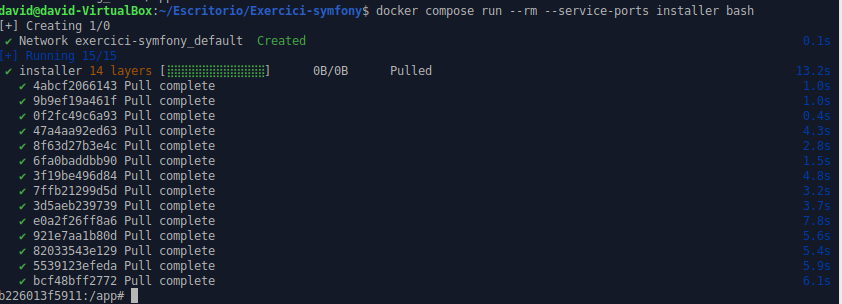 david@david-VirtualBox:~/Escritorio/Exercici-symfony$ docker compose run --rm --service-ports installer bash
[+] Creating 1/0
✔ Network exercici-symfony_default  Created 0.1s
[+] Running 15/15
✔ installer 14 layers [⣿⣿⣿⣿⣿⣿⣿⣿⣿⣿⣿⣿⣿⣿] 0B/0B Pulled 13.2s
✔ 4abcf2066143 Pull complete 1.0s
✔ 9b9ef19a461f Pull complete 1.0s
✔ 0f2fc49c6a93 Pull complete 0.4s
✔ 47a4aa92ed63 Pull complete 4.3s
✔ 8f63d27b3e4c Pull complete 2.8s
✔ 6fa0baddbb90 Pull complete 1.5s
✔ 3f19be496d84 Pull complete 4.8s
✔ 7ffb21299d5d Pull complete 3.2s
✔ 3d5aeb239739 Pull complete 3.7s
✔ e0a2f26ff8a6 Pull complete 7.8s
✔ 921e7aa1b80d Pull complete 5.6s
✔ 82033543e129 Pull complete 5.4s
✔ 5539123efeda Pull complete 5.9s
✔ bcf48bff2772 Pull complete 6.1s
b226013f5911:/app#